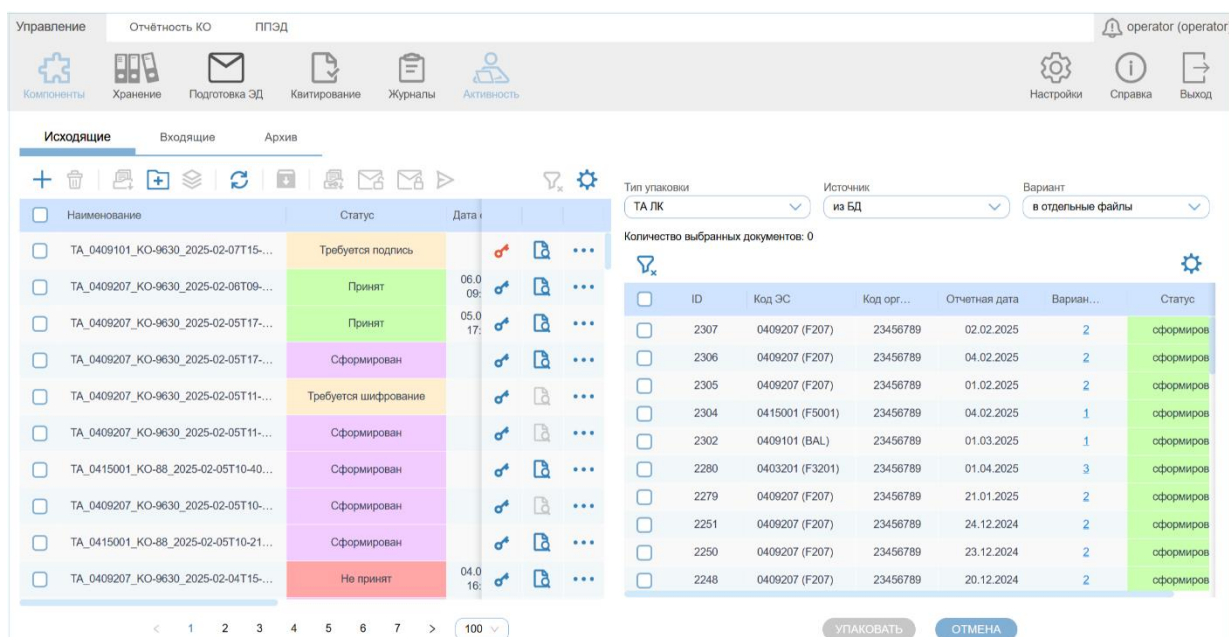 Управление Отчётность КО ППЭД operator (operator
Компоненты Хранение Подготовка ЭД Квитирование Журналы Активность Настройки Справка Выход
Исходящие Входящие Архив
Тип упаковки Источник Вариант
ТА ЛК из БД в отдельные файлы
Количество выбранных документов: 0
Наименование Статус Дата
TA_0409101_KO-9630_2025-02-07T15-... Требуется подпись
TA_0409207_KO-9630_2025-02-06T09-... Принят 06.0 09:
TA_0409207_KO-9630_2025-02-05T17-... Принят 05.0 17:
TA_0409207_KO-9630_2025-02-05T17-... Сформирован
TA_0409207_KO-9630_2025-02-05T11-... Требуется шифрование
TA_0409207_KO-9630_2025-02-05T11-... Сформирован
TA_0415001_KO-88_2025-02-05T10-40... Сформирован
TA_0409207_KO-9630_2025-02-05T10-... Сформирован
TA_0415001_KO-88_2025-02-05T10-21... Сформирован
TA_0409207_KO-9630_2025-02-04T15-... Не принят 04.0 16:
< 1 2 3 4 5 6 7 > 100
ID Код ЭС Код орг... Отчетная дата Вариан... Статус
2307 0409207 (F207) 23456789 02.02.2025 2 сформиров
2306 0409207 (F207) 23456789 04.02.2025 2 сформиров
2305 0409207 (F207) 23456789 01.02.2025 2 сформиров
2304 0415001 (F5001) 23456789 04.02.2025 1 сформиров
2302 0409101 (BAL) 23456789 01.03.2025 1 сформиров
2280 0403201 (F3201) 23456789 01.04.2025 3 сформиров
2279 0409207 (F207) 23456789 21.01.2025 2 сформиров
2251 0409207 (F207) 23456789 24.12.2024 2 сформиров
2250 0409207 (F207) 23456789 23.12.2024 2 сформиров
2248 0409207 (F207) 23456789 20.12.2024 2 сформиров
УПАКОВАТЬ ОТМЕНА